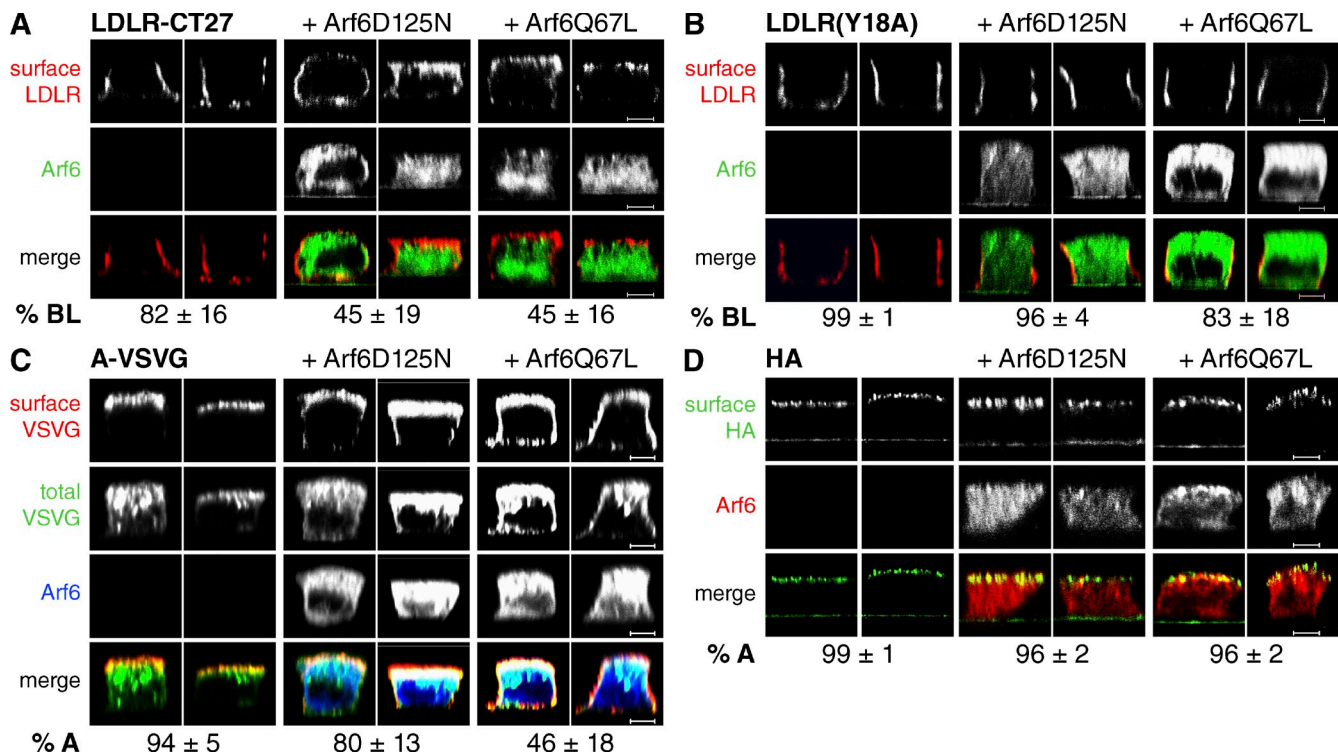 A LDLR-CT27 + Arf6D125N + Arf6Q67L
surface
LDLR
Arf6
merge
% BL 82 ± 16 45 ± 19 45 ± 16
B LDLR(Y18A) + Arf6D125N + Arf6Q67L
surface
LDLR
Arf6
merge
% BL 99 ± 1 96 ± 4 83 ± 18
C A-VSVG + Arf6D125N + Arf6Q67L
surface
VSVG
total
VSVG
Arf6
merge
% A 94 ± 5 80 ± 13 46 ± 18
D HA + Arf6D125N + Arf6Q67L
surface
HA
Arf6
merge
% A 99 ± 1 96 ± 2 96 ± 2